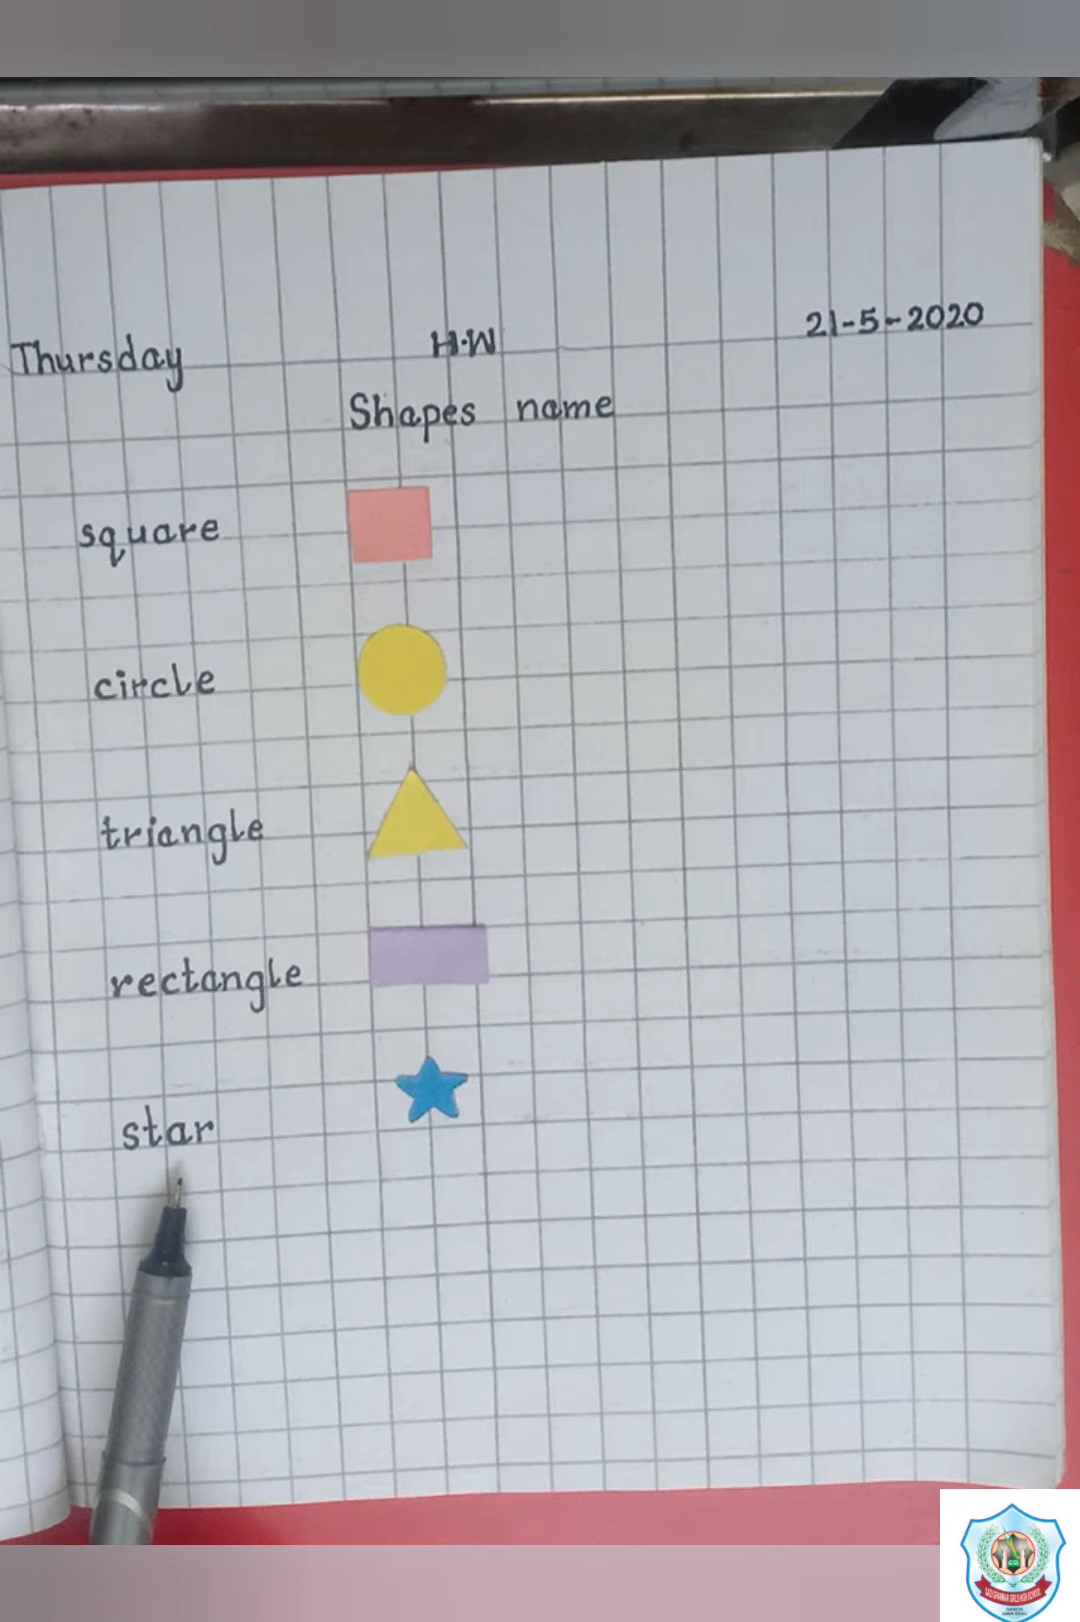 Thursday H.W 21-5-2020
Shapes name
square
circle
triangle
rectangle
star